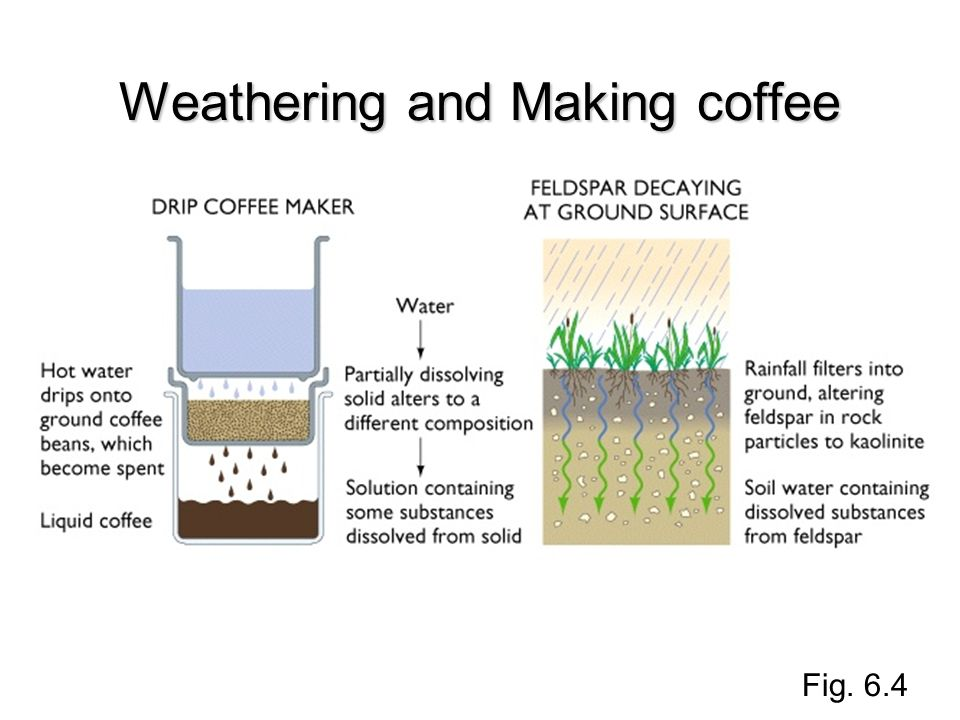 Weathering and Making coffee
DRIP COFFEE MAKER
FELDSPAR DECAYING
AT GROUND SURFACE
Hot water
drips onto
ground coffee
beans, which
become spent
Liquid coffee
Water
Partially dissolving
solid alters to a
different composition
Solution containing
some substances
dissolved from solid
Rainfall filters into
ground, altering
feldspar in rock
particles to kaolinite
Soil water containing
dissolved substances
from feldspar
Fig. 6.4